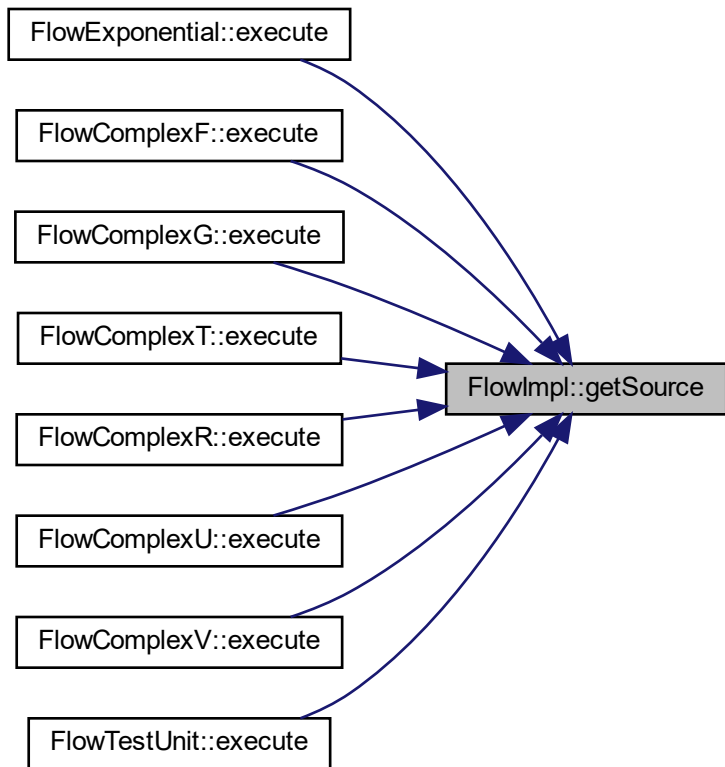 FlowExponential::execute
FlowComplexF::execute
FlowComplexG::execute
FlowComplexT::execute
FlowImpl::getSource
FlowComplexR::execute
FlowComplexU::execute
FlowComplexV::execute
FlowTestUnit::execute